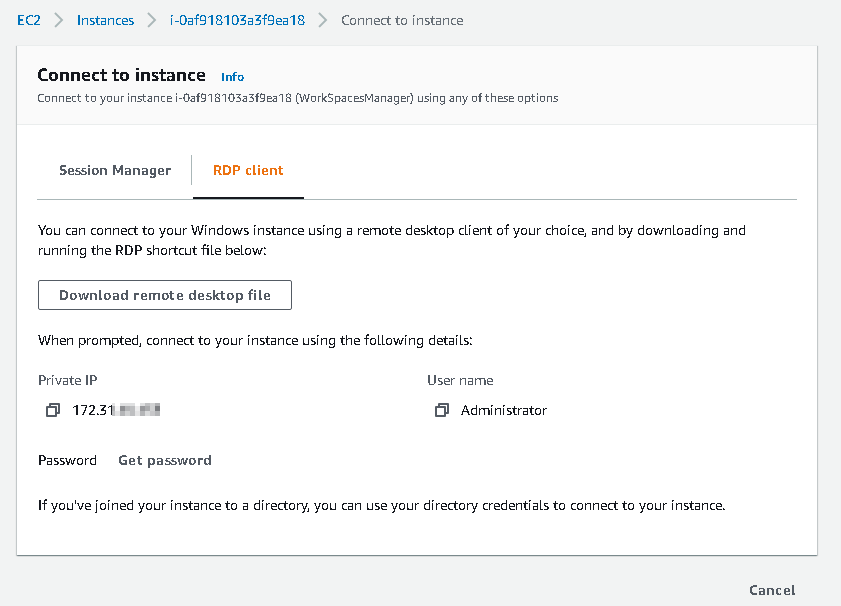 EC2 Instances i-0af918103a3f9ea18 Connect to instance
Connect to instance Info
Connect to your instance i-0af918103a3f9ea18 (WorkSpacesManager) using any of these options
Session Manager RDP client
You can connect to your Windows instance using a remote desktop client of your choice, and by downloading and
running the RDP shortcut file below:
Download remote desktop file
When prompted, connect to your instance using the following details:
Private IP User name
172.31 Administrator
Password Get password
If you've joined your instance to a directory, you can use your directory credentials to connect to your instance.
Cancel